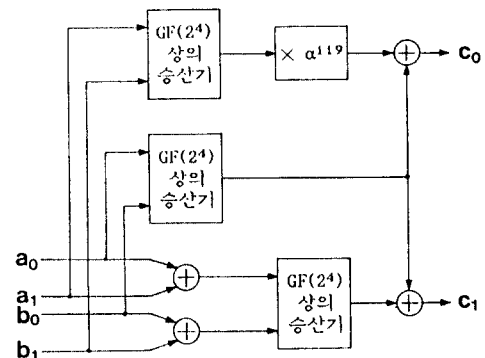 GF(2⁴)
상의
승산기
× α¹¹⁹
c₀
GF(2⁴)
상의
승산기
a₀
a₁
b₀
b₁
GF(2⁴)
상의
승산기
c₁